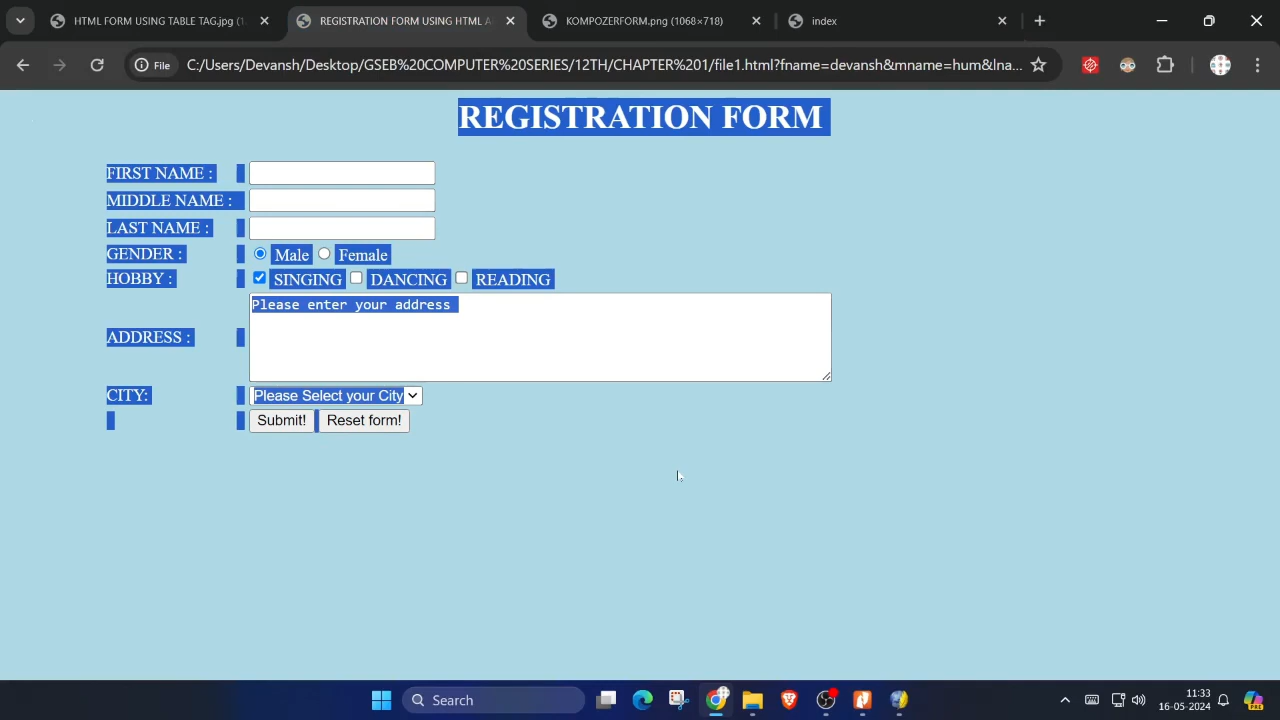 HTML FORM USING TABLE TAG.jpg (1
REGISTRATION FORM USING HTML A
KOMPOZERFORM.png (1068×718)
index
File
C:/Users/Devansh/Desktop/GSEB%20COMPUTER%20SERIES/12TH/CHAPTER%201/file1.html?fname=devansh&mname=hum&lna...
REGISTRATION FORM
FIRST NAME :
MIDDLE NAME :
LAST NAME :
GENDER : Male Female
HOBBY : SINGING DANCING READING
Please enter your address
ADDRESS :
CITY: Please Select your City
Submit! Reset form!
Search
11:33
16-05-2024
PRE